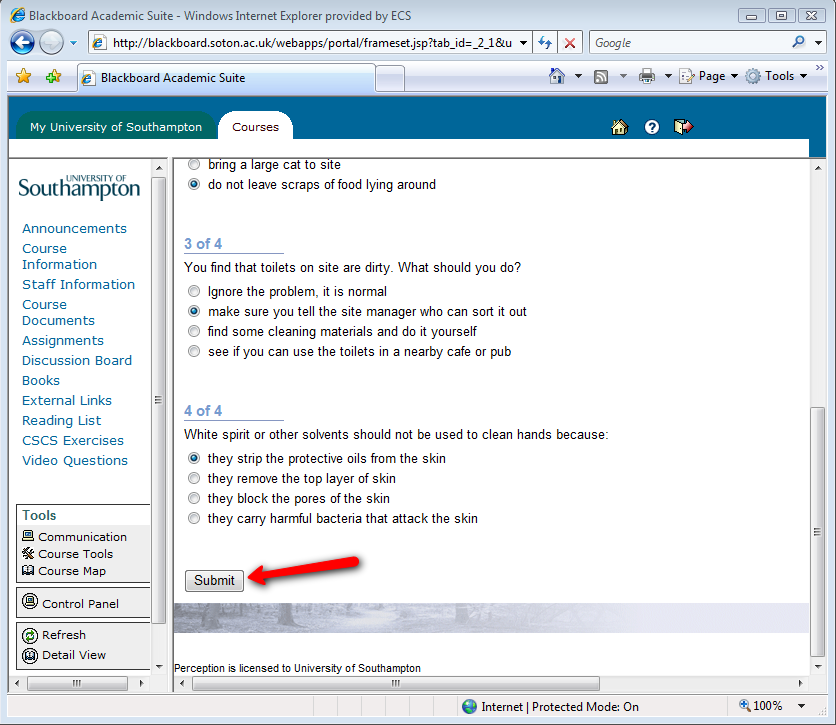 Blackboard Academic Suite - Windows Internet Explorer provided by ECS
http://blackboard.soton.ac.uk/webapps/portal/frameset.jsp?tab_id=_2_1&u
Google
Blackboard Academic Suite
Page
Tools
»
My University of Southampton
Courses
UNIVERSITY OF
Southampton
Announcements
Course
Information
Staff Information
Course
Documents
Assignments
Discussion Board
Books
External Links
Reading List
CSCS Exercises
Video Questions
Tools
Communication
Course Tools
Course Map
Control Panel
Refresh
Detail View
bring a large cat to site
do not leave scraps of food lying around
3 of 4
You find that toilets on site are dirty. What should you do?
Ignore the problem, it is normal
make sure you tell the site manager who can sort it out
find some cleaning materials and do it yourself
see if you can use the toilets in a nearby cafe or pub
4 of 4
White spirit or other solvents should not be used to clean hands because:
they strip the protective oils from the skin
they remove the top layer of skin
they block the pores of the skin
they carry harmful bacteria that attack the skin
Submit
Perception is licensed to University of Southampton
Internet | Protected Mode: On
100%